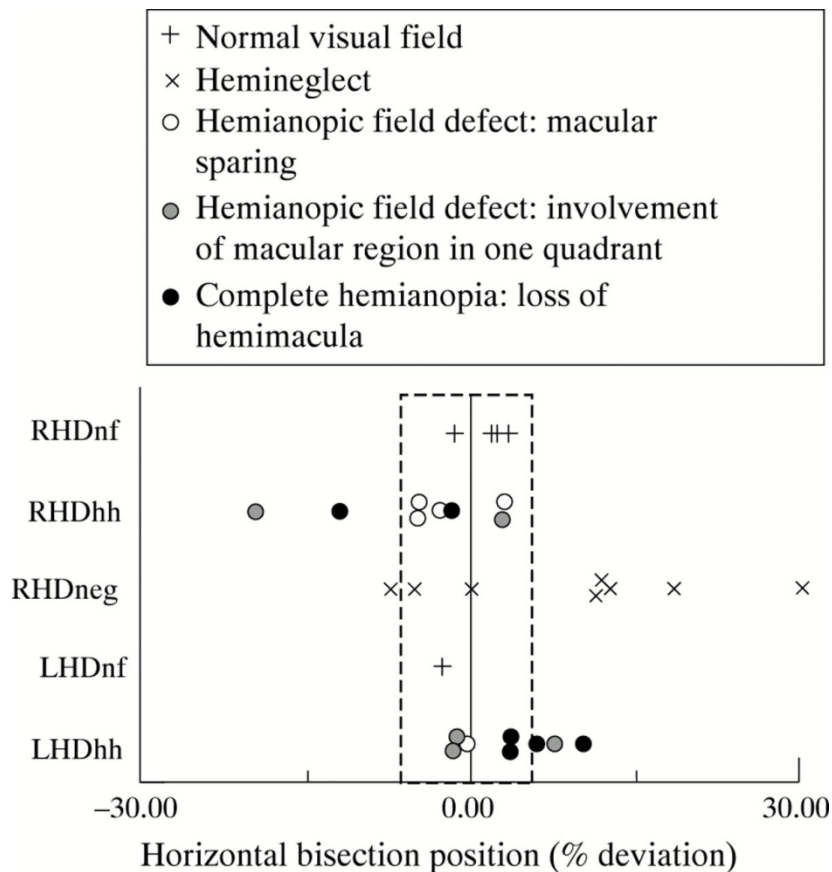 Normal visual field
Hemineglect
Hemianopic field defect: macular
sparing
Hemianopic field defect: involvement
of macular region in one quadrant
Complete hemianopia: loss of
hemimacula
RHDnf
RHDhh
RHDneg
LHDnf
LHDhh
–30.00
0.00
30.00
Horizontal bisection position (% deviation)